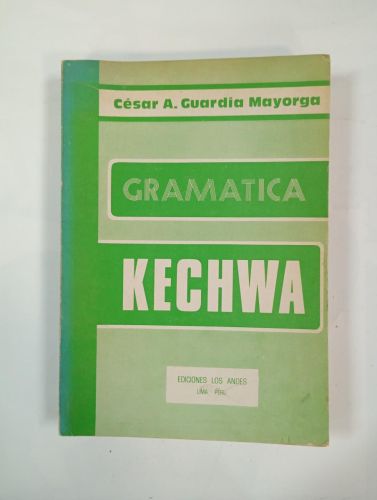 César A. Guardia Mayorga
GRAMATICA
KECHWA
EDICIONES LOS ANDES
LIMA PERU